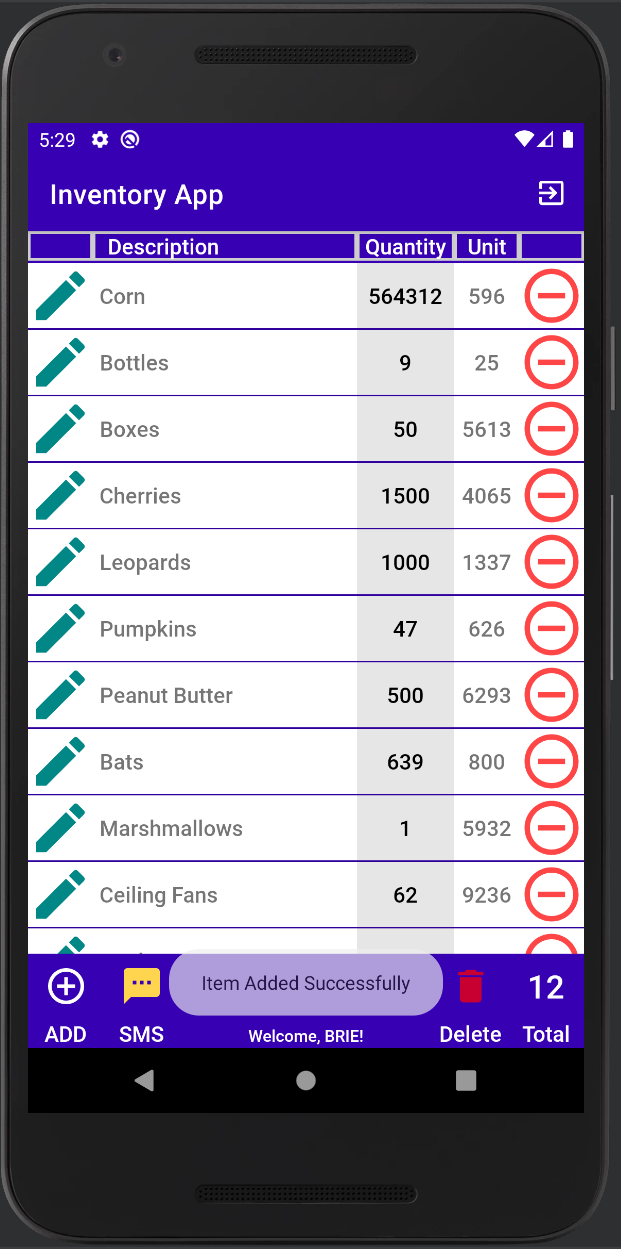 5:29
Inventory App
Description Quantity Unit
Corn 564312 596
Bottles 9 25
Boxes 50 5613
Cherries 1500 4065
Leopards 1000 1337
Pumpkins 47 626
Peanut Butter 500 6293
Bats 639 800
Marshmallows 1 5932
Ceiling Fans 62 9236
Item Added Successfully
12
ADD SMS Welcome, BRIE! Delete Total